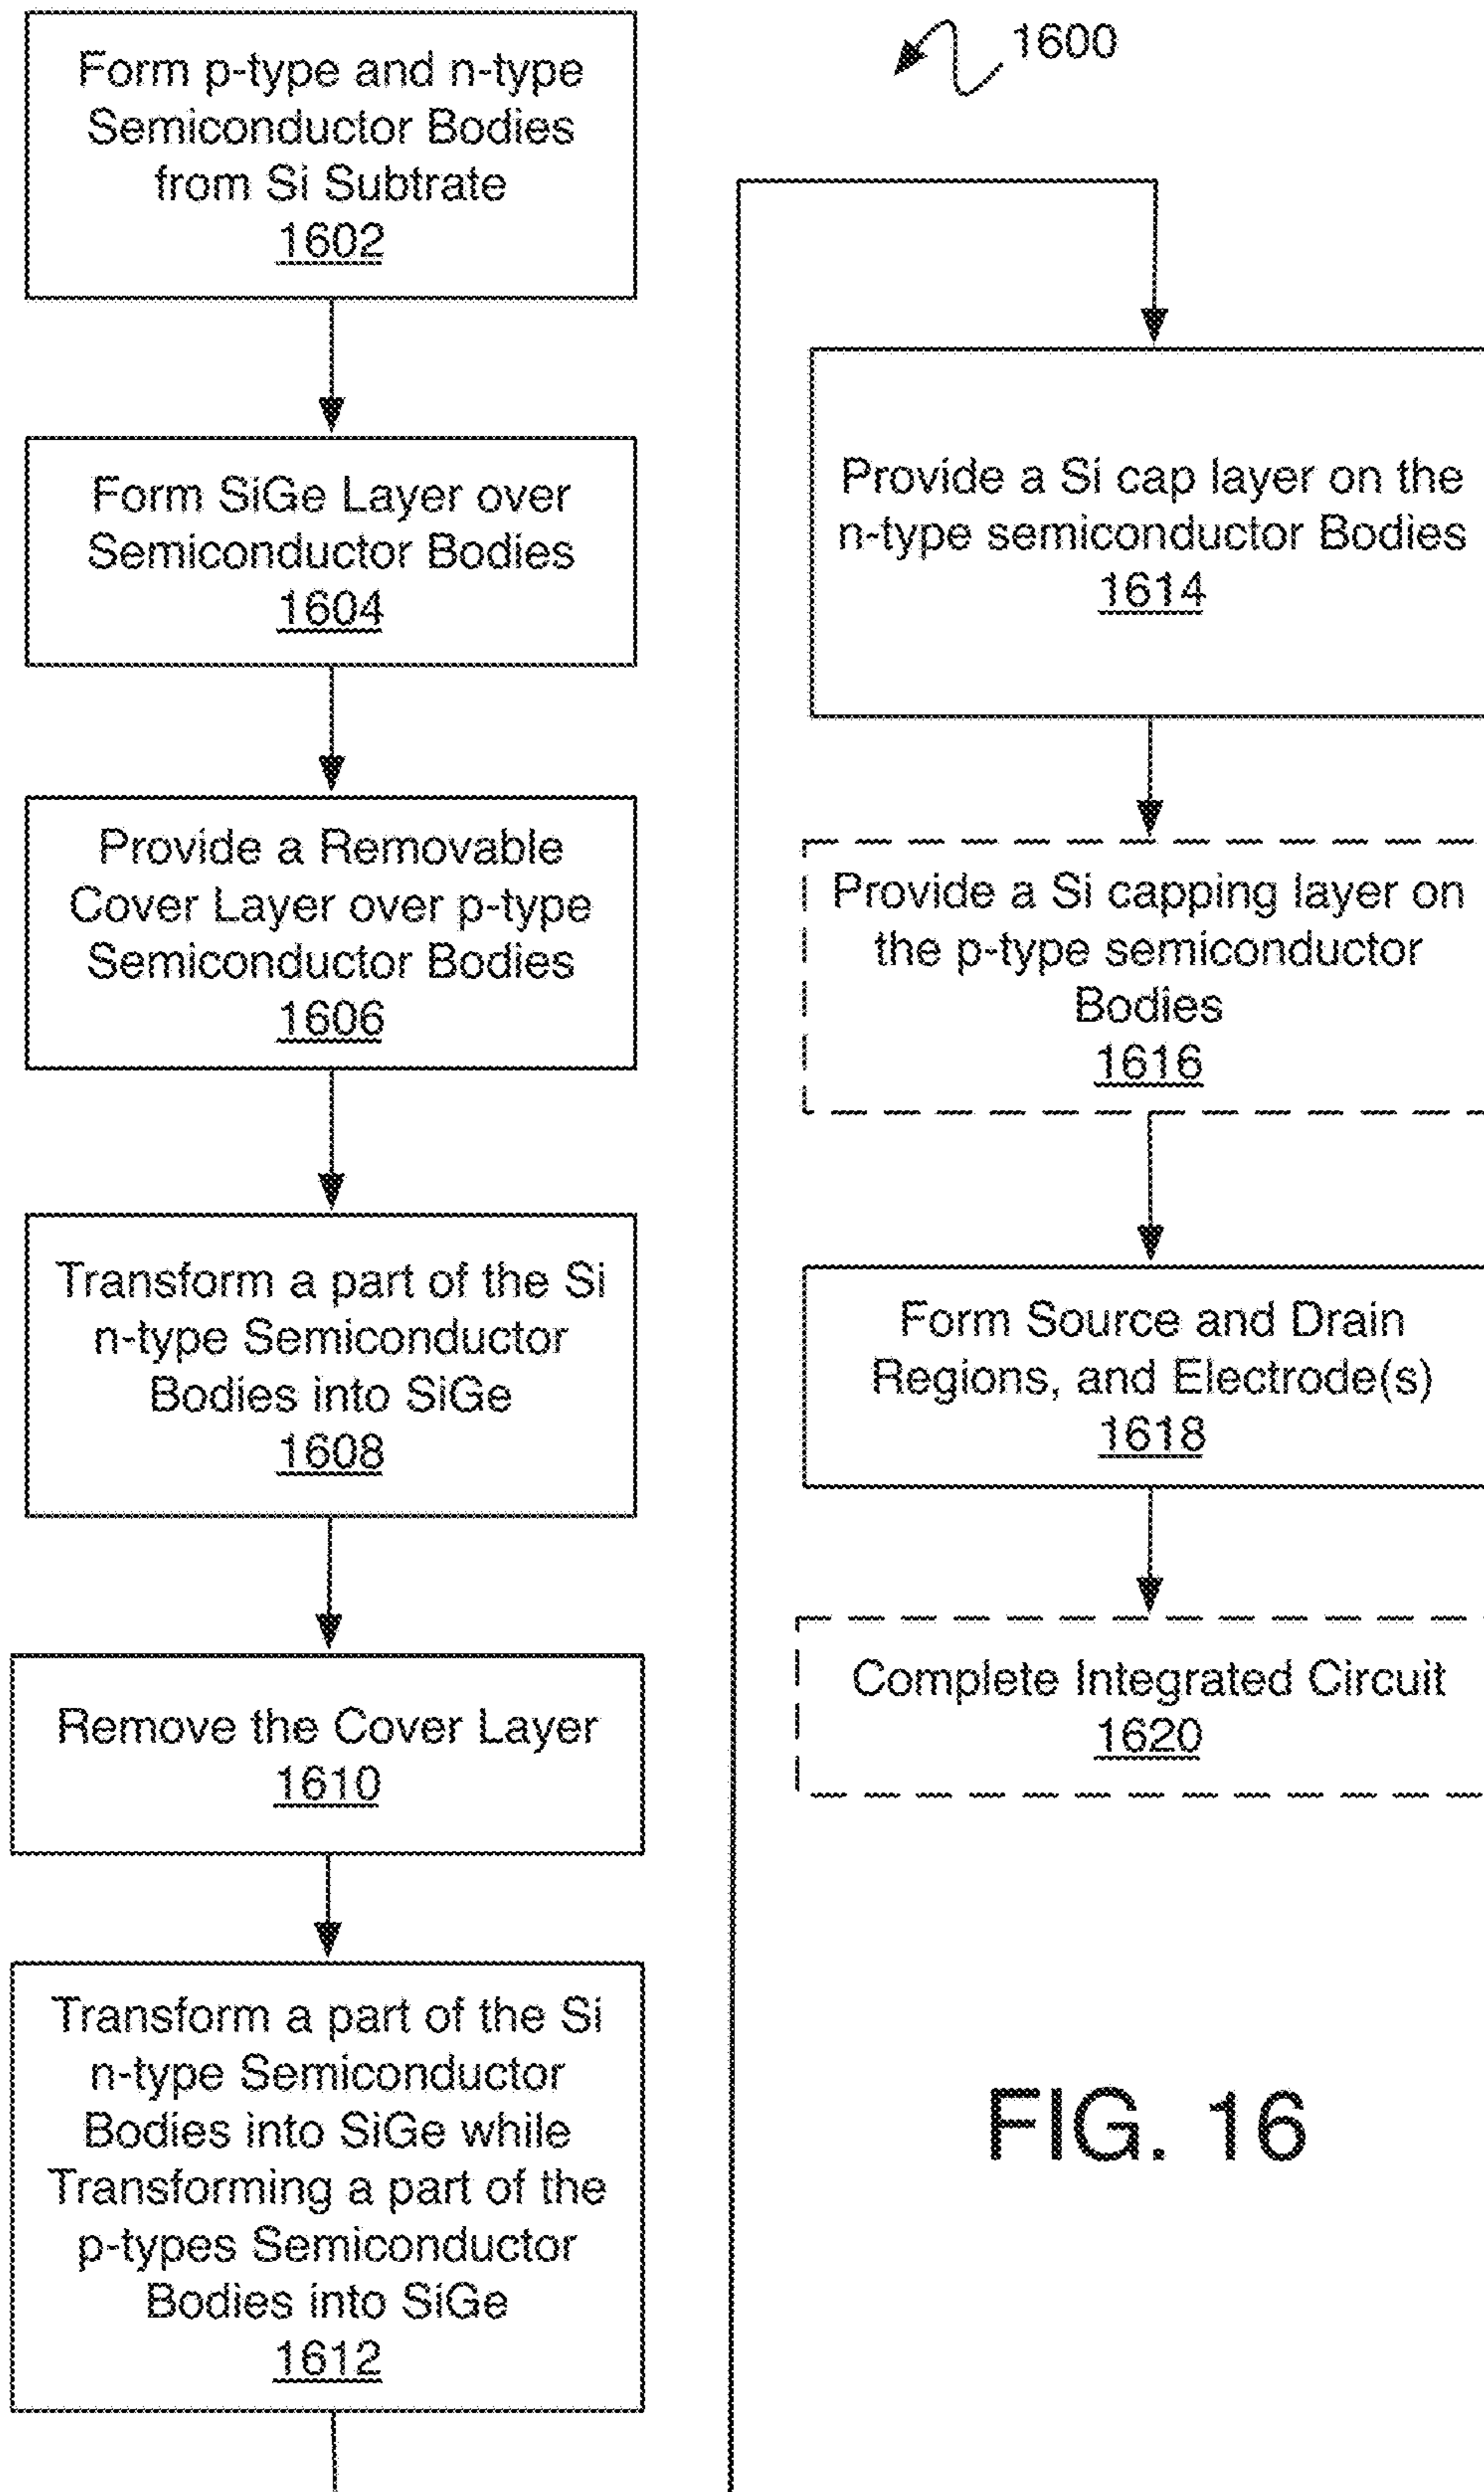 Form p-type and n-type
Semiconductor Bodies
from Si Subtrate
1602
Form SiGe Layer over
Semiconductor Bodies
1604
Provide a Removable
Cover Layer over p-type
Semiconductor Bodies
1606
Transform a part of the Si
n-type Semiconductor
Bodies into SiGe
1608
Remove the Cover Layer
1610
Transform a part of the Si
n-type Semiconductor
Bodies into SiGe while
Transforming a part of the
p-types Semiconductor
Bodies into SiGe
1612
1600
Provide a Si cap layer on the
n-type semiconductor Bodies
1614
Provide a Si capping layer on
the p-type semiconductor
Bodies
1616
Form Source and Drain
Regions, and Electrode(s)
1618
Complete Integrated Circuit
1620
FIG. 16